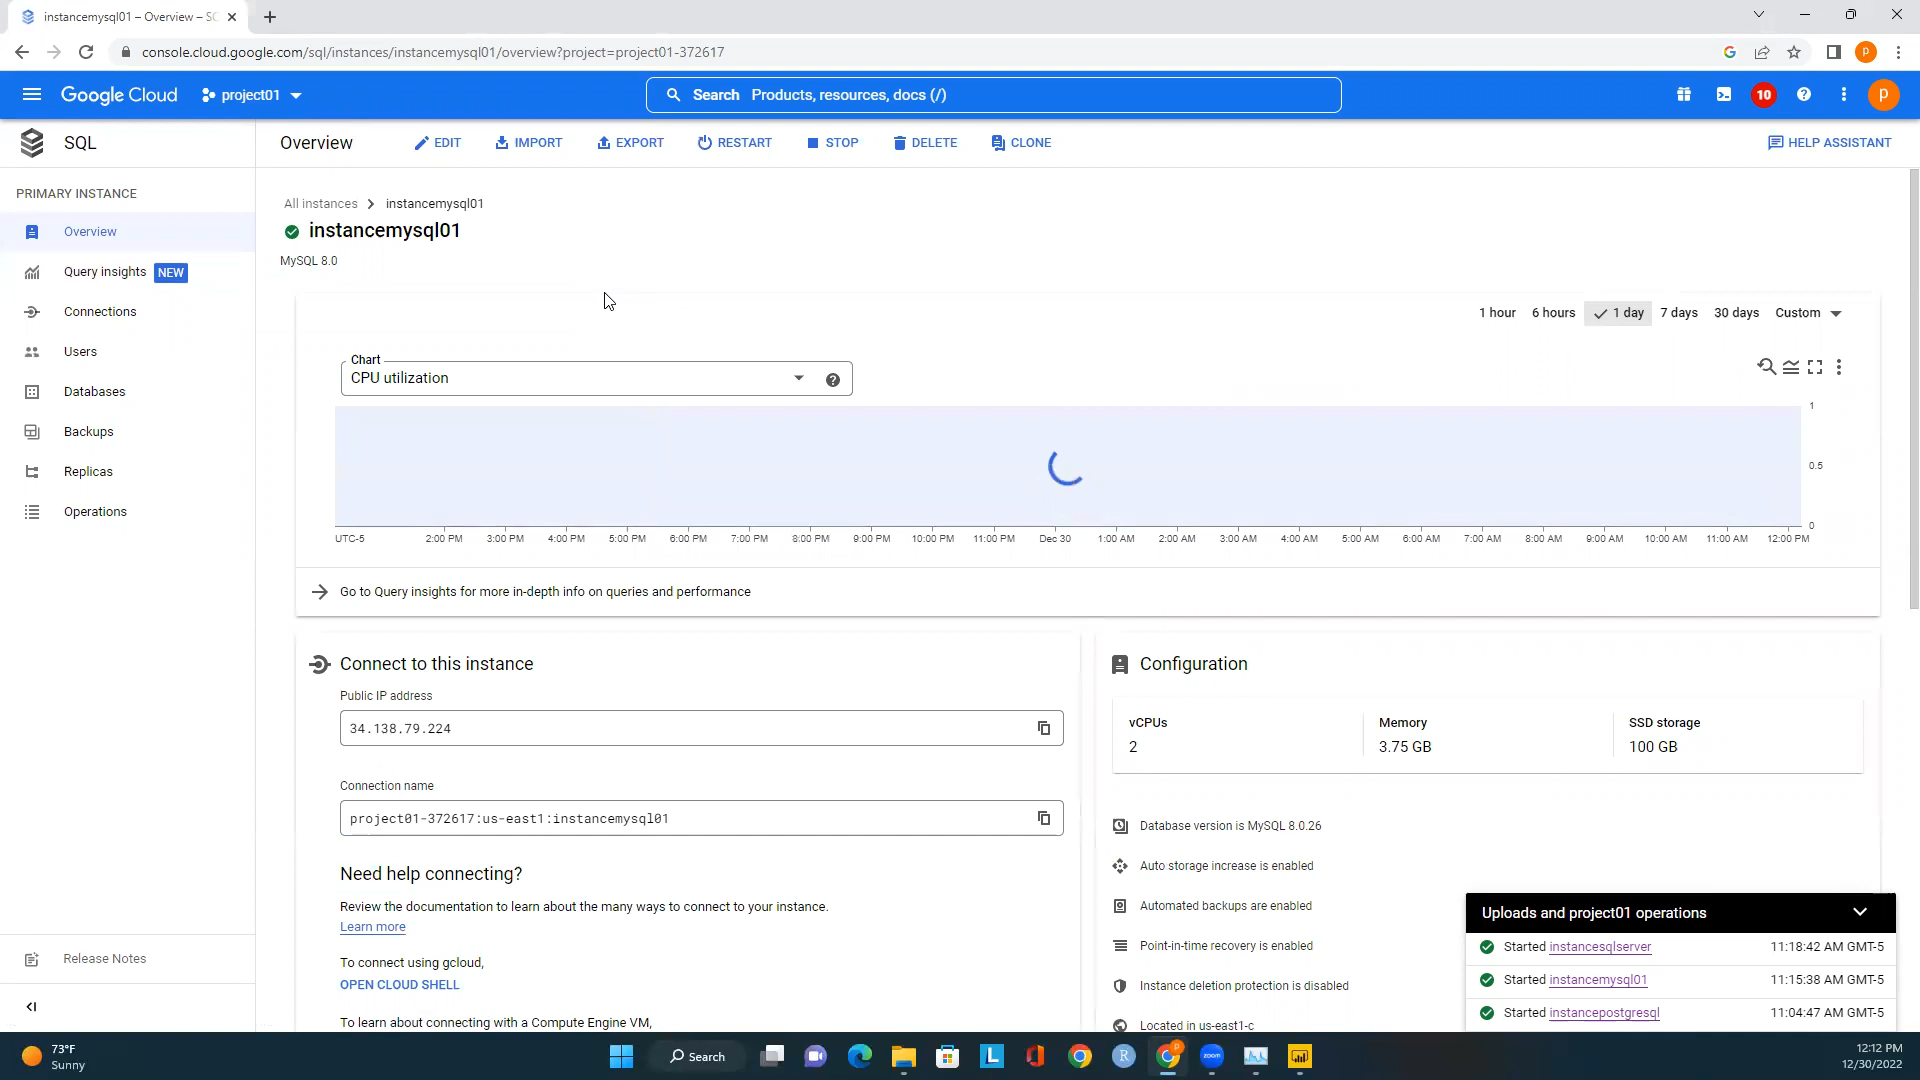 instancemysql01 – Overview – SC
console.cloud.google.com/sql/instances/instancemysql01/overview?project=project01-372617
Google Cloud
project01
Search Products, resources, docs (/)
10
P
SQL
Overview
EDIT
IMPORT
EXPORT
RESTART
STOP
DELETE
CLONE
HELP ASSISTANT
PRIMARY INSTANCE
Overview
Query insights NEW
Connections
Users
Databases
Backups
Replicas
Operations
Release Notes
All instances > instancemysql01
instancemysql01
MySQL 8.0
1 hour
6 hours
1 day
7 days
30 days
Custom
Chart
CPU utilization
1
0.5
0
UTC-5 2:00 PM 3:00 PM 4:00 PM 5:00 PM 6:00 PM 7:00 PM 8:00 PM 9:00 PM 10:00 PM 11:00 PM Dec 30 1:00 AM 2:00 AM 3:00 AM 4:00 AM 5:00 AM 6:00 AM 7:00 AM 8:00 AM 9:00 AM 10:00 AM 11:00 AM 12:00 PM
Go to Query insights for more in-depth info on queries and performance
Connect to this instance
Public IP address
34.138.79.224
Connection name
project01-372617:us-east1:instancemysql01
Need help connecting?
Review the documentation to learn about the many ways to connect to your instance.
Learn more
To connect using gcloud,
OPEN CLOUD SHELL
To learn about connecting with a Compute Engine VM,
Configuration
vCPUs
2
Memory
3.75 GB
SSD storage
100 GB
Database version is MySQL 8.0.26
Auto storage increase is enabled
Automated backups are enabled
Point-in-time recovery is enabled
Instance deletion protection is disabled
Located in us-east1-c
Uploads and project01 operations
Started instancesqlserver 11:18:42 AM GMT-5
Started instancemysql01 11:15:38 AM GMT-5
Started instancepostgresql 11:04:47 AM GMT-5
73°F
Sunny
Search
zoom
12:12 PM
12/30/2022